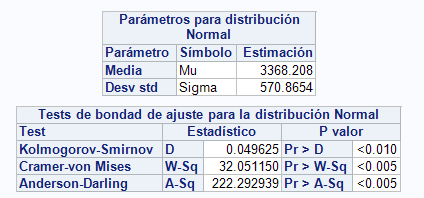 Parámetros para distribución
Normal
Parámetro Símbolo Estimación
Media Mu 3368.208
Desv std Sigma 570.8654
Tests de bondad de ajuste para la distribución Normal
Test Estadístico P valor
Kolmogorov-Smirnov D 0.049625 Pr > D <0.010
Cramer-von Mises W-Sq 32.051150 Pr > W-Sq <0.005
Anderson-Darling A-Sq 222.292939 Pr > A-Sq <0.005